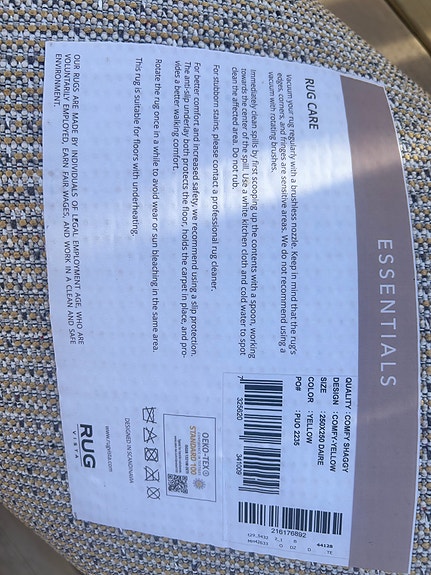 ESSENTIALS
RUG CARE
Vacuum your rug regularly with a brushless nozzle. Keep in mind that the rug's
edges, corners, and fringes are sensitive areas. We do not recommend using a
vacuum with rotating brushes.
Immediately clean spills by first scooping up the contents with a spoon, working
towards the center of the spill. Use a white kitchen cloth and cold water to spot
clean the affected area. Do not rub.
For stubborn stains, please contact a professional rug cleaner.
For better comfort and increased safety, we recommend using a slip protection.
The anti-slip underlay both protects the floor, holds the carpet in place, and pro-
vides a better walking comfort.
Rotate the rug once in a while to avoid wear or sun bleaching in the same area.
This rug is suitable for floors with underheating.
OUR RUGS ARE MADE BY INDIVIDUALS OF LEGAL EMPLOYMENT AGE, WHO ARE
VOLUNTARILY EMPLOYED, EARN FAIR WAGES, AND WORK IN A CLEAN AND SAFE
ENVIRONMENT.
QUALITY :COMFY SHAGGY
DESIGN :COMFY-YELLOW
SIZE :250X250 DAIRE
COLOR :YELLOW
PO# :PUO 2235
216176892
OEKO-TEX®
STANDARD 100
DESIGNED IN SCANDINAVIA
www.rugvista.com
RUG
VISTA